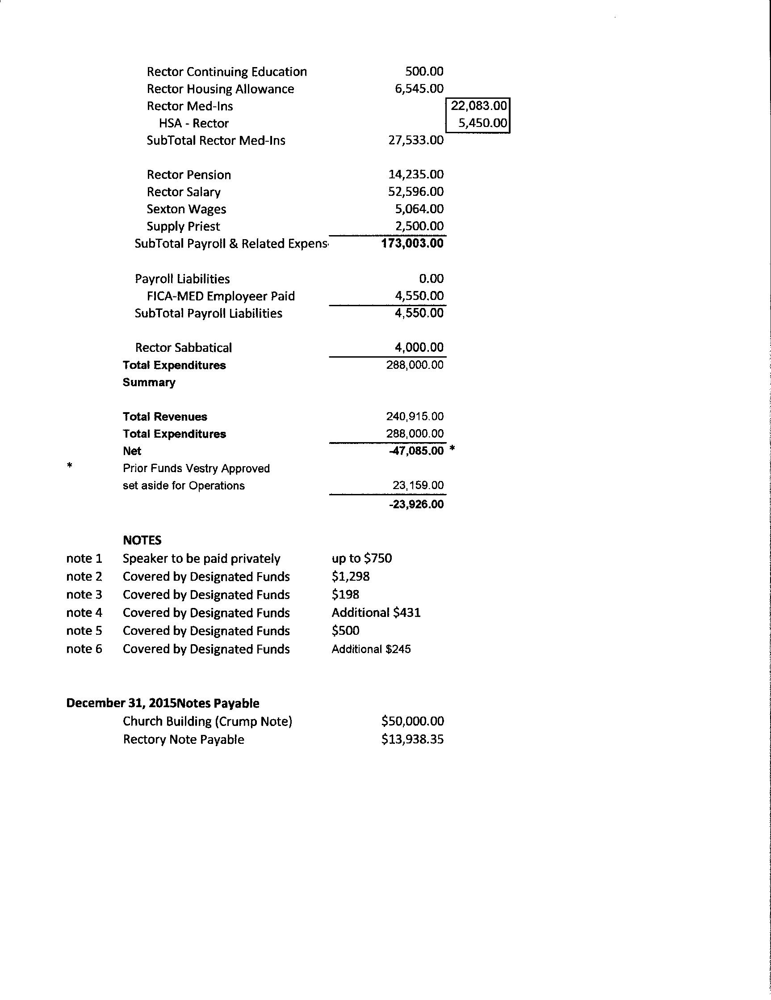 Rector Continuing Education 500.00
Rector Housing Allowance 6,545.00
Rector Med-Ins 22,083.00
HSA - Rector 5,450.00
SubTotal Rector Med-Ins 27,533.00
Rector Pension 14,235.00
Rector Salary 52,596.00
Sexton Wages 5,064.00
Supply Priest 2,500.00
SubTotal Payroll & Related Expens 173,003.00
Payroll Liabilities 0.00
FICA-MED Employeer Paid 4,550.00
SubTotal Payroll Liabilities 4,550.00
Rector Sabbatical 4,000.00
Total Expenditures 288,000.00
Summary
Total Revenues 240,915.00
Total Expenditures 288,000.00
Net -47,085.00 *
* Prior Funds Vestry Approved
set aside for Operations 23,159.00
-23,926.00
NOTES
note 1 Speaker to be paid privately up to $750
note 2 Covered by Designated Funds $1,298
note 3 Covered by Designated Funds $198
note 4 Covered by Designated Funds Additional $431
note 5 Covered by Designated Funds $500
note 6 Covered by Designated Funds Additional $245
December 31, 2015Notes Payable
Church Building (Crump Note) $50,000.00
Rectory Note Payable $13,938.35